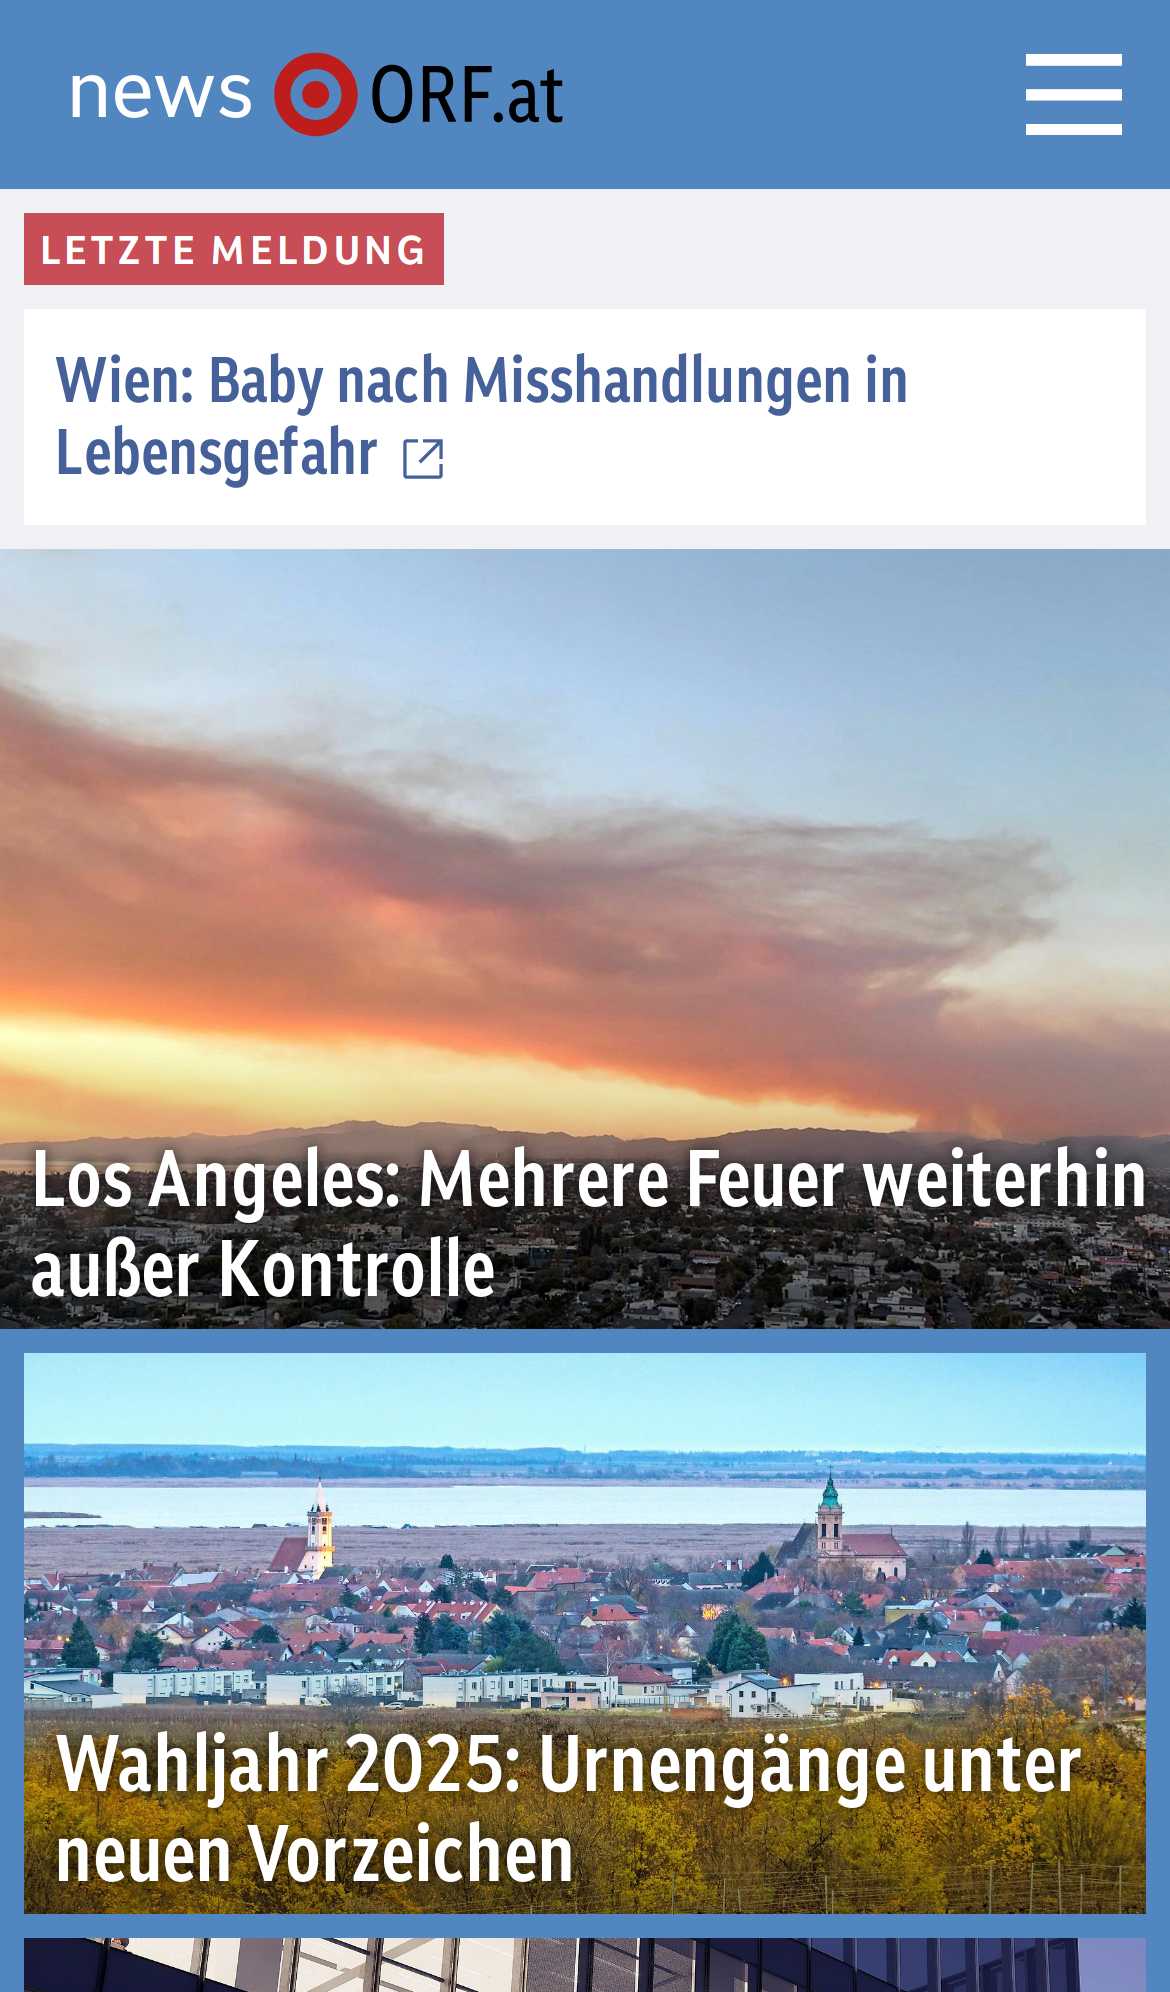 news ORF.at
LETZTE MELDUNG
Wien: Baby nach Misshandlungen in
Lebensgefahr
Los Angeles: Mehrere Feuer weiterhin
außer Kontrolle
Wahljahr 2025: Urnengänge unter
neuen Vorzeichen